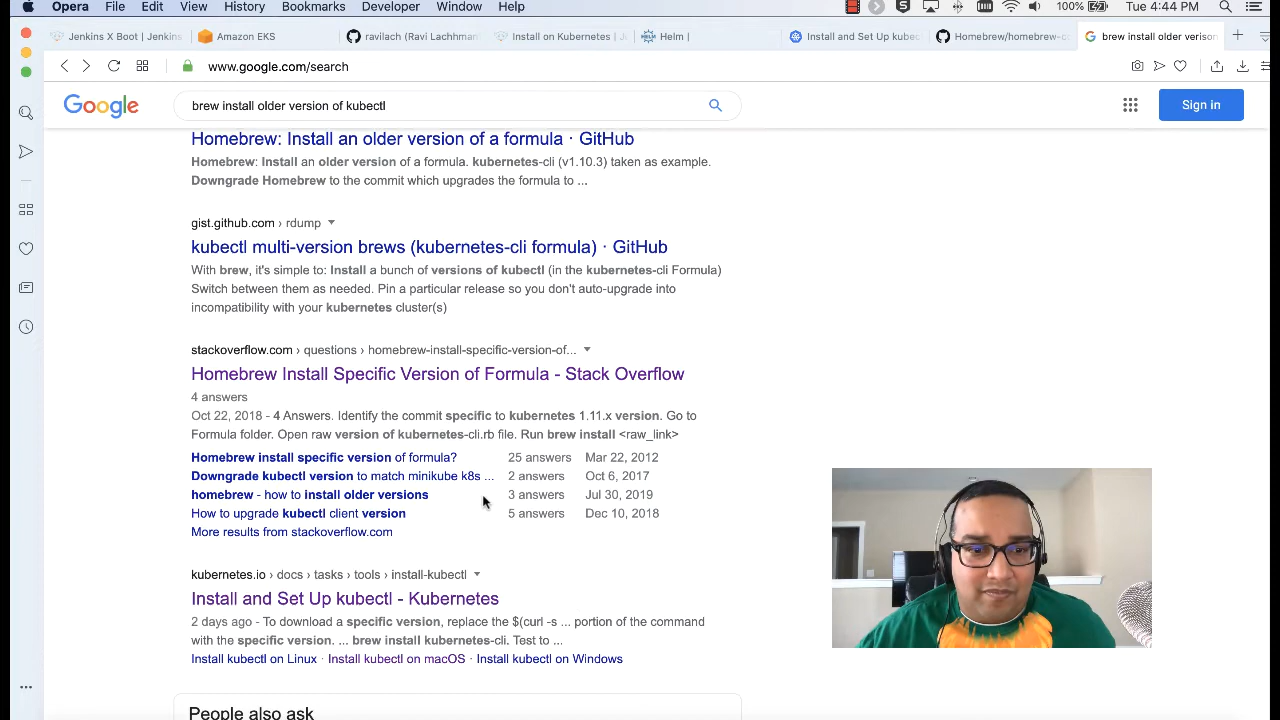 Opera File Edit View History Bookmarks Developer Window Help 100% Tue 4:44 PM
Jenkins X Boot | Jenkins Amazon EKS ravilach (Ravi Lachhman Install on Kubernetes | J Helm | Install and Set Up kubec Homebrew/homebrew-c brew install older verison
www.google.com/search
Google brew install older version of kubectl Sign in
Homebrew: Install an older version of a formula · GitHub
Homebrew: Install an older version of a formula. kubernetes-cli (v1.10.3) taken as example.
Downgrade Homebrew to the commit which upgrades the formula to ...
gist.github.com › rdump
kubectl multi-version brews (kubernetes-cli formula) · GitHub
With brew, it's simple to: Install a bunch of versions of kubectl (in the kubernetes-cli Formula)
Switch between them as needed. Pin a particular release so you don't auto-upgrade into
incompatibility with your kubernetes cluster(s)
stackoverflow.com › questions › homebrew-install-specific-version-of...
Homebrew Install Specific Version of Formula - Stack Overflow
4 answers
Oct 22, 2018 - 4 Answers. Identify the commit specific to kubernetes 1.11.x version. Go to
Formula folder. Open raw version of kubernetes-cli.rb file. Run brew install <raw_link>
Homebrew install specific version of formula? 25 answers Mar 22, 2012
Downgrade kubectl version to match minikube k8s ... 2 answers Oct 6, 2017
homebrew - how to install older versions 3 answers Jul 30, 2019
How to upgrade kubectl client version 5 answers Dec 10, 2018
More results from stackoverflow.com
kubernetes.io › docs › tasks › tools › install-kubectl
Install and Set Up kubectl - Kubernetes
2 days ago - To download a specific version, replace the $(curl -s ... portion of the command
with the specific version. ... brew install kubernetes-cli. Test to ...
Install kubectl on Linux · Install kubectl on macOS · Install kubectl on Windows
People also ask